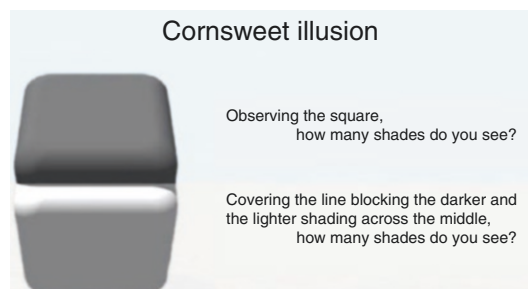 Cornsweet illusion
Observing the square,
how many shades do you see?
Covering the line blocking the darker and
the lighter shading across the middle,
how many shades do you see?